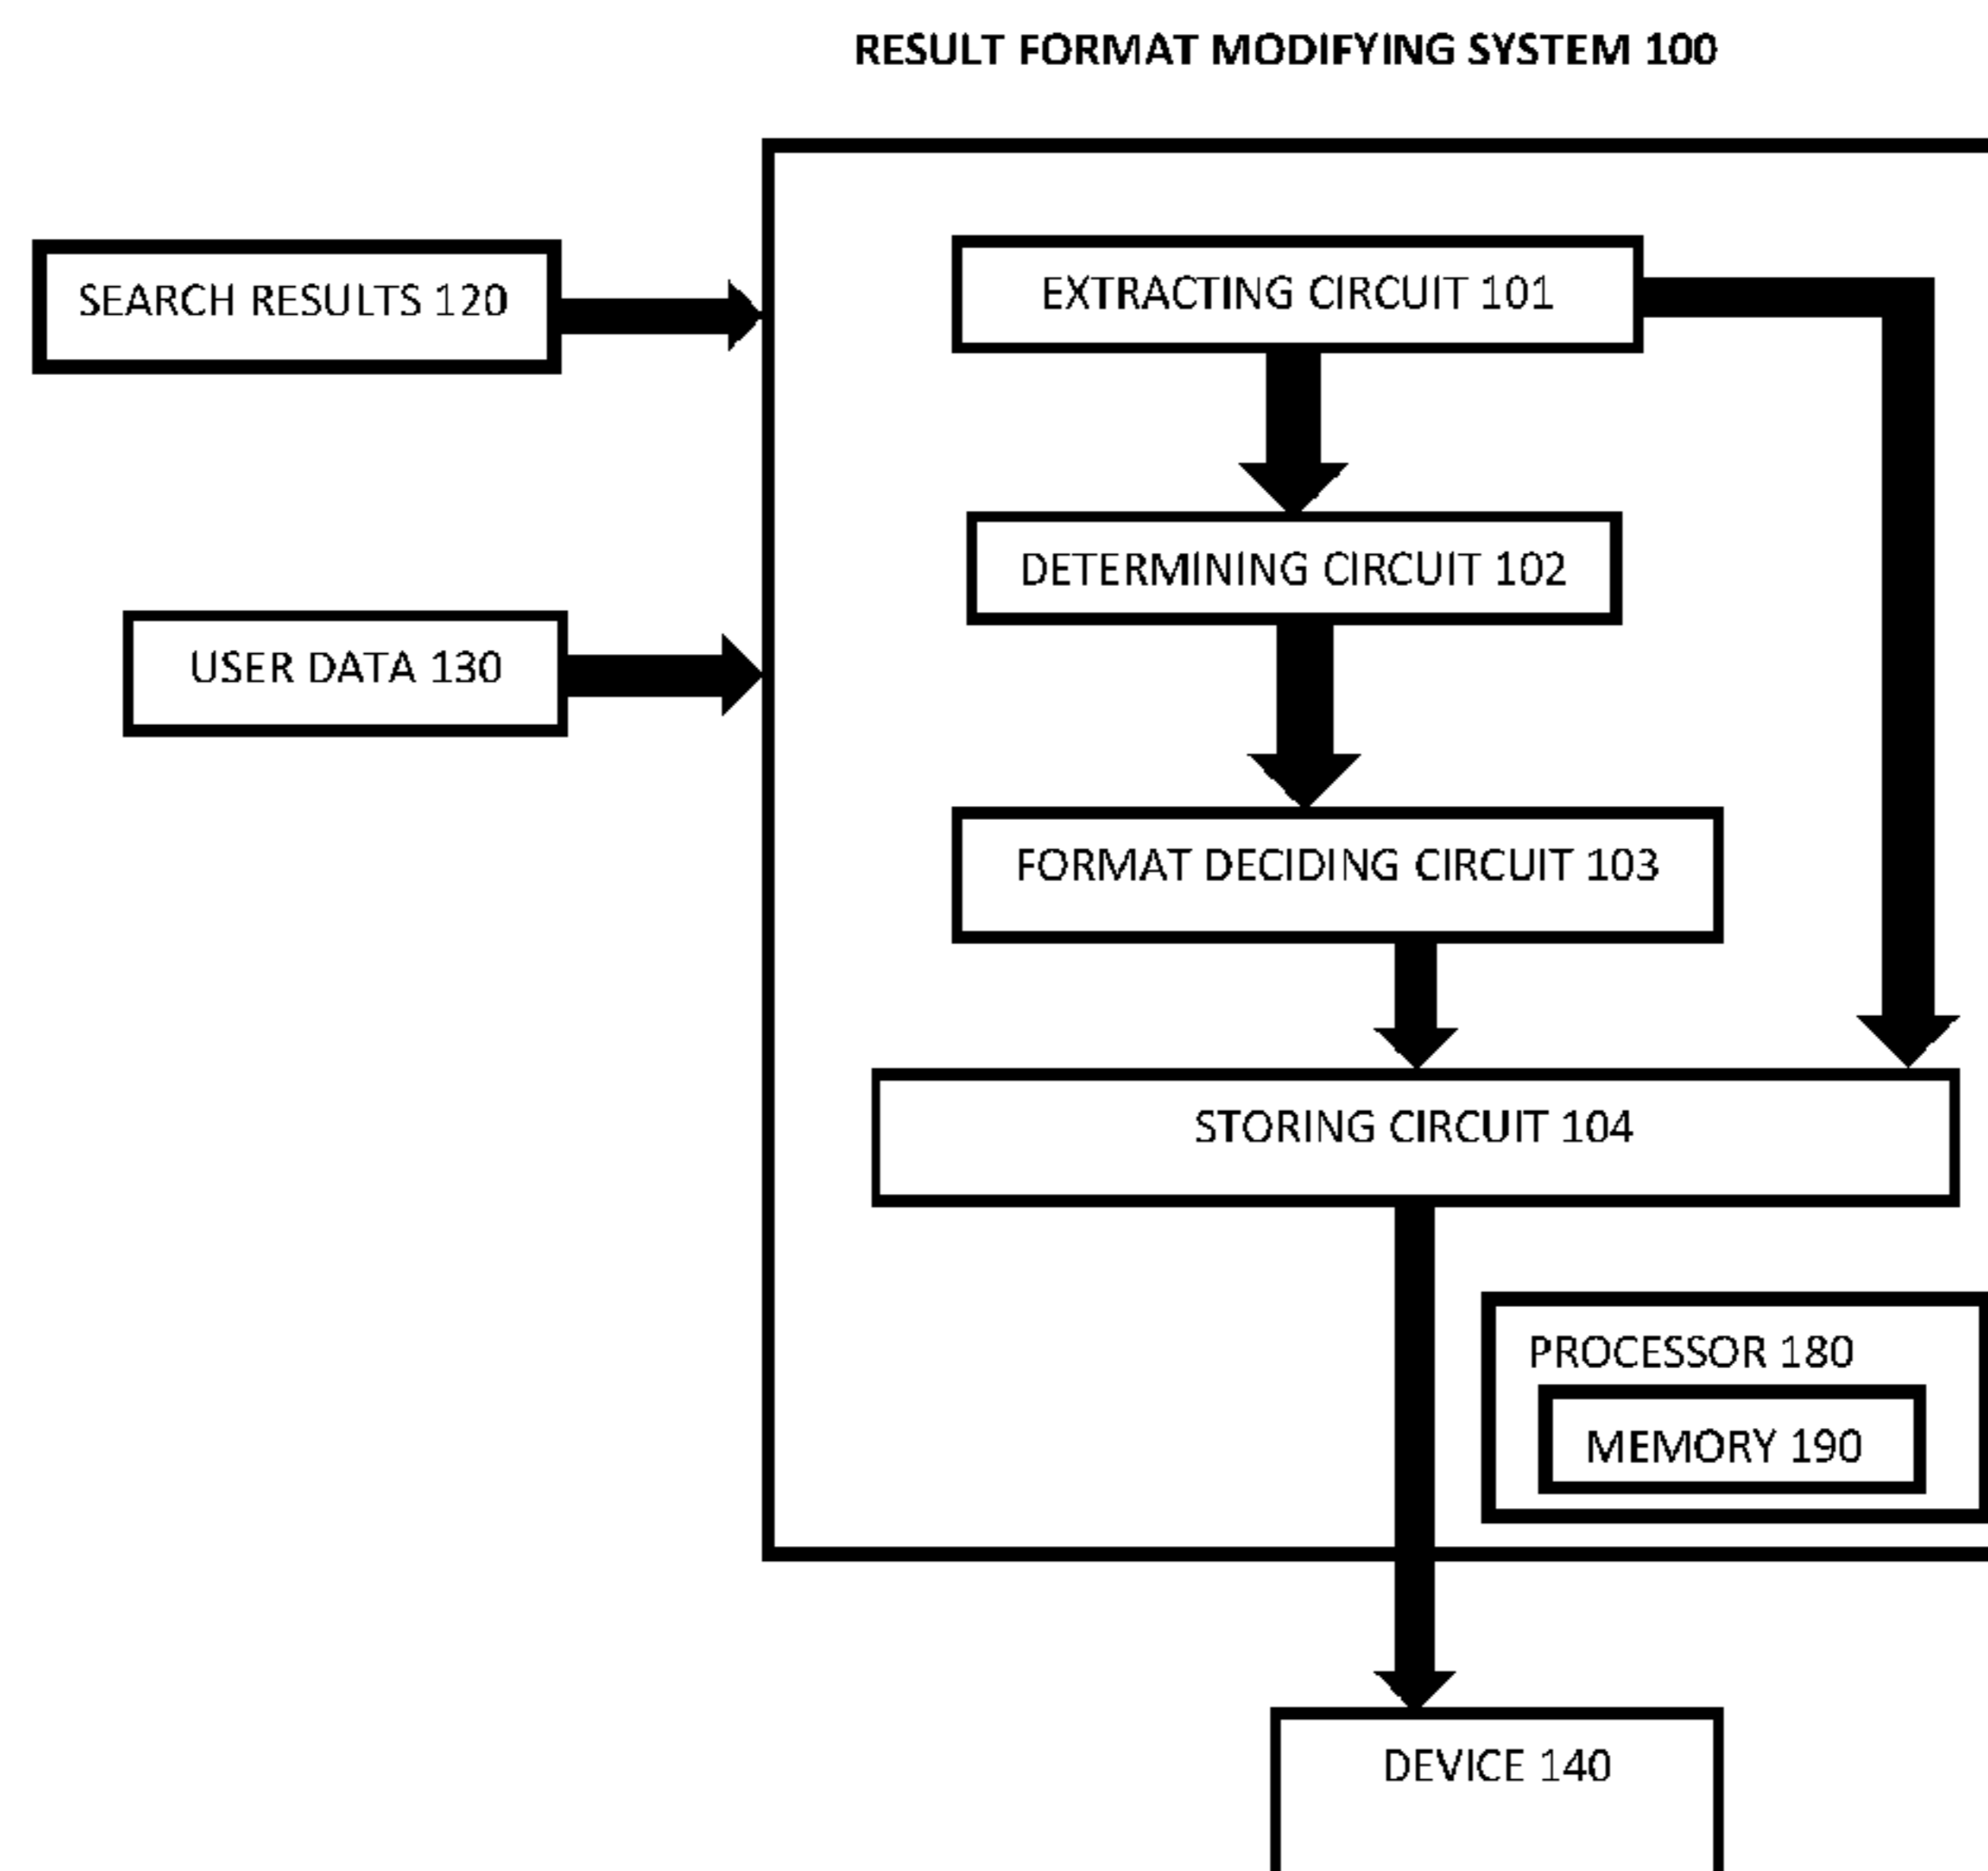 RESULT FORMAT MODIFYING SYSTEM 100
SEARCH RESULTS 120
EXTRACTING CIRCUIT 101
DETERMINING CIRCUIT 102
USER DATA 130
FORMAT DECIDING CIRCUIT 103
STORING CIRCUIT 104
PROCESSOR 180
MEMORY 190
DEVICE 140